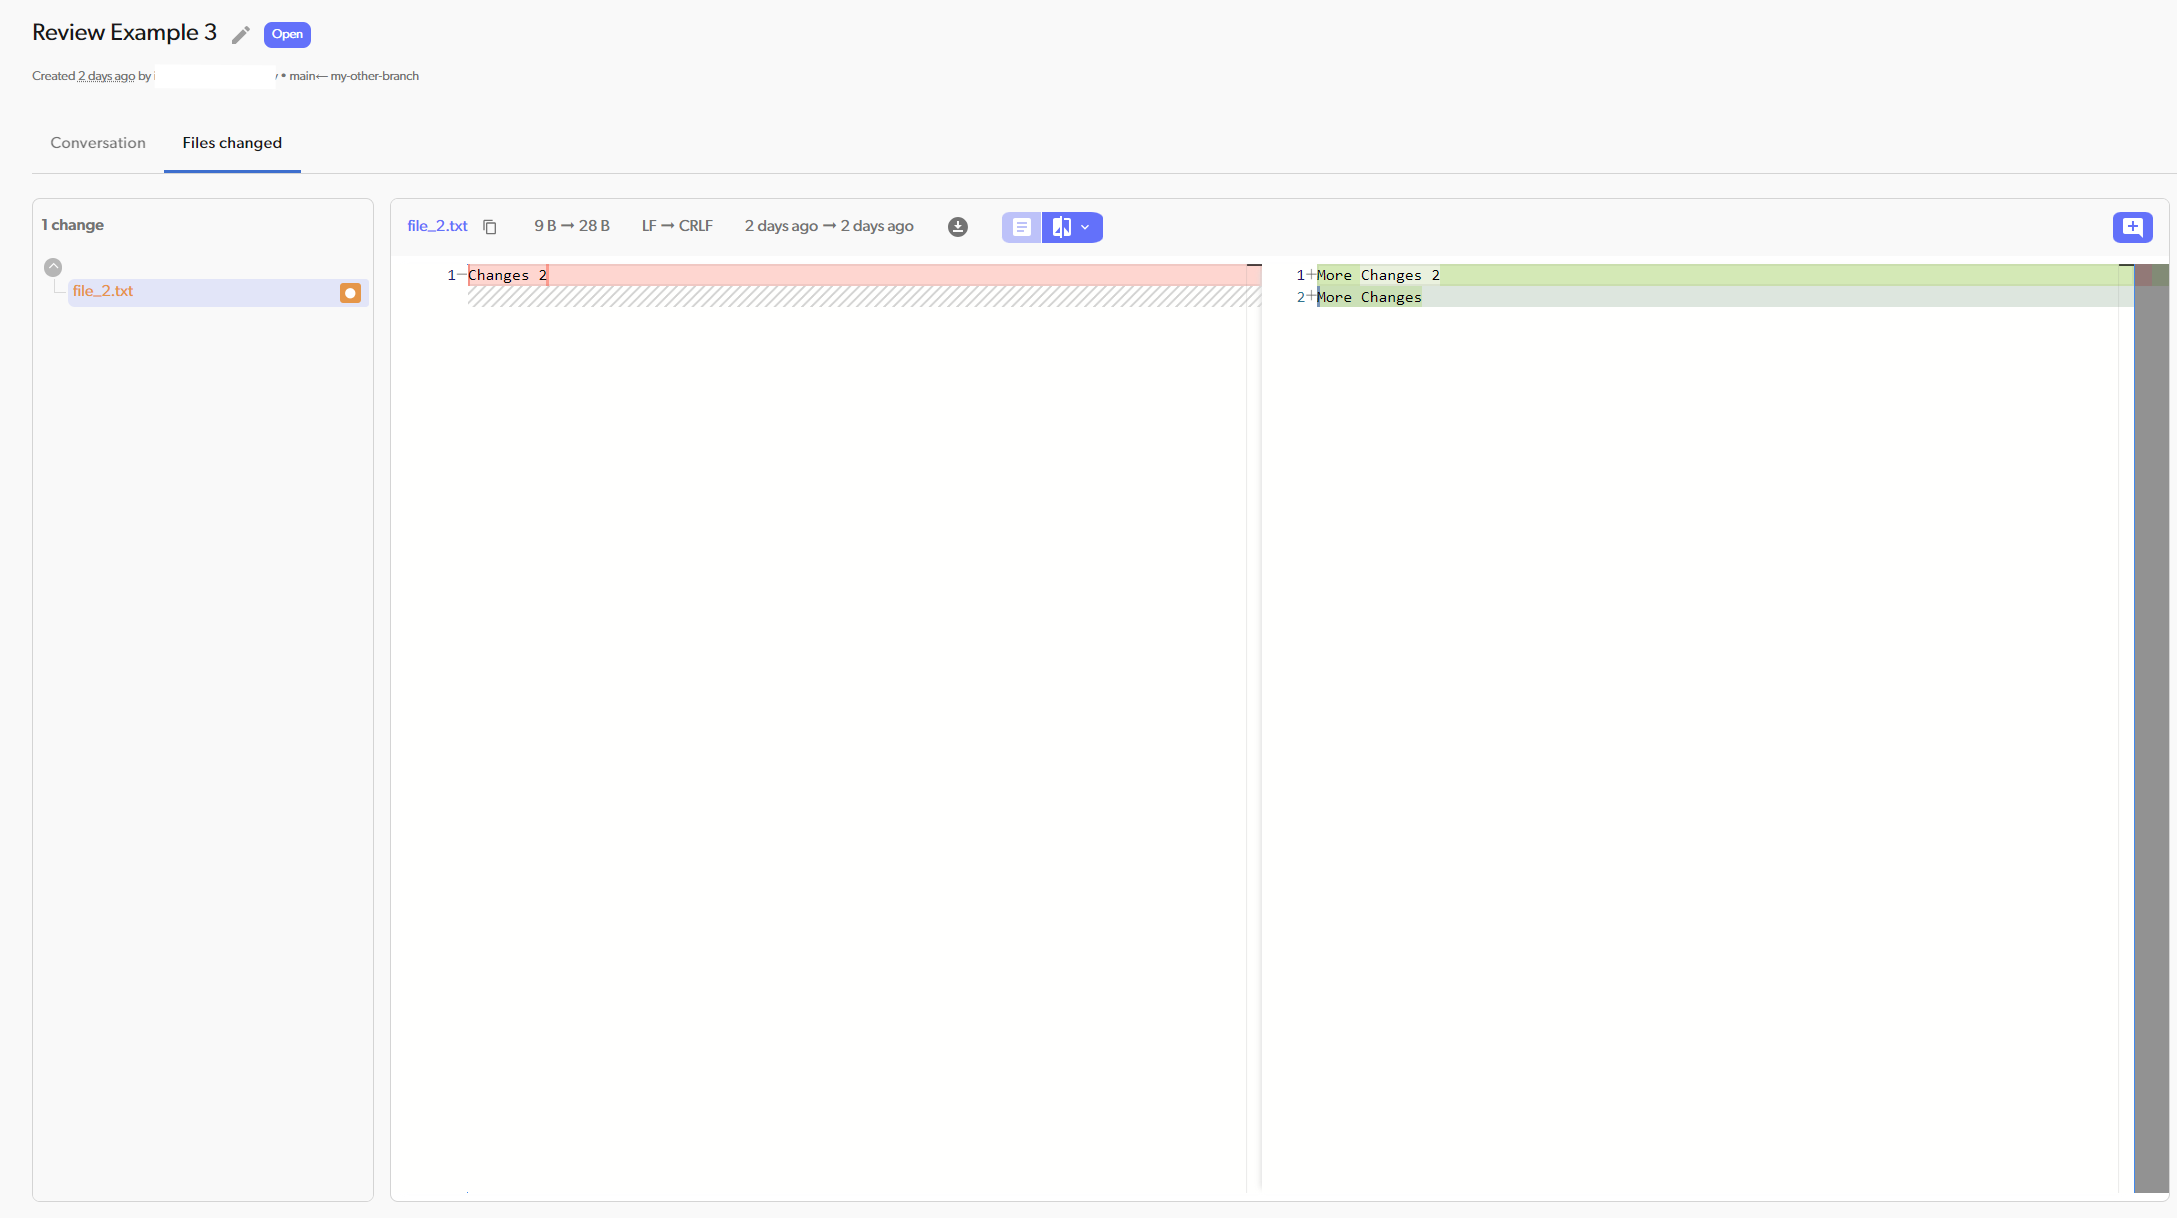 Review Example 3 Open
Created 2 days ago by • main← my-other-branch
Conversation Files changed
1 change
file_2.txt
file_2.txt 9 B → 28 B LF → CRLF 2 days ago → 2 days ago
1−Changes 2
1+More Changes 2
2+More Changes